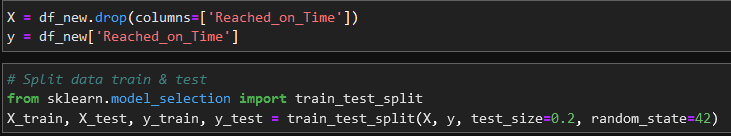 X = df_new.drop(columns=['Reached_on_Time'])
y = df_new['Reached_on_Time']
# Split data train & test
from sklearn.model_selection import train_test_split
X_train, X_test, y_train, y_test = train_test_split(X, y, test_size=0.2, random_state=42)